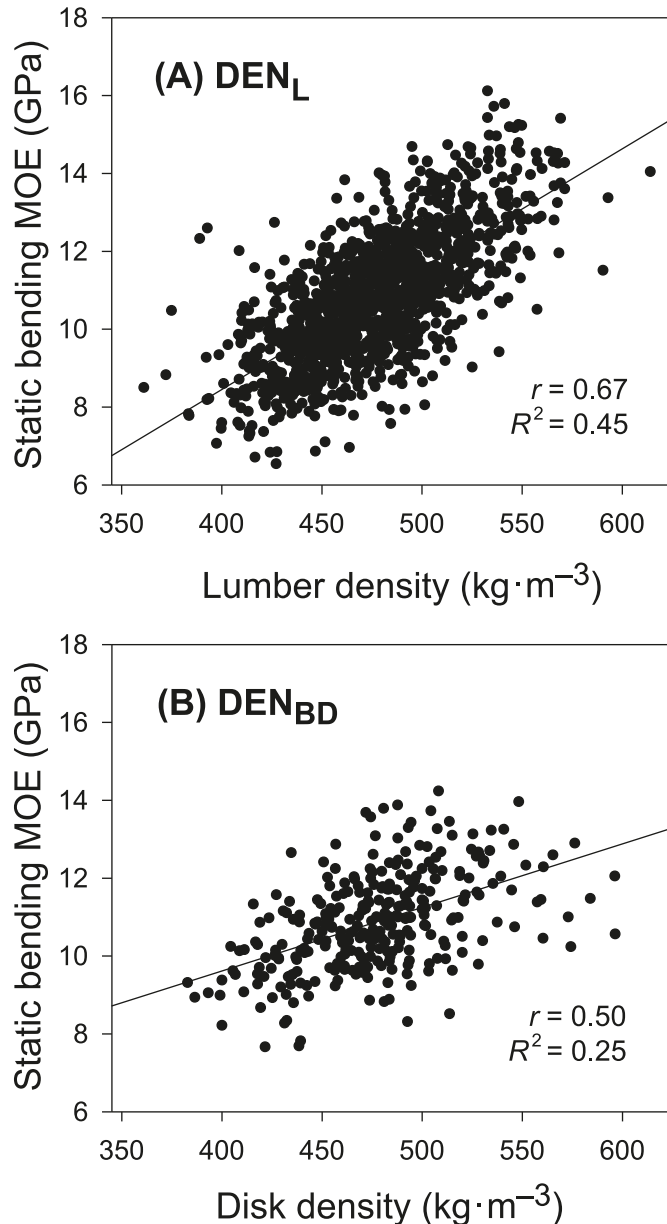 18
16
14
12
10
8
6
Static bending MOE (GPa)
(A) DEN_L
r = 0.67
R² = 0.45
350 400 450 500 550 600
Lumber density (kg·m⁻³)
18
16
14
12
10
8
6
Static bending MOE (GPa)
(B) DEN_BD
r = 0.50
R² = 0.25
350 400 450 500 550 600
Disk density (kg·m⁻³)